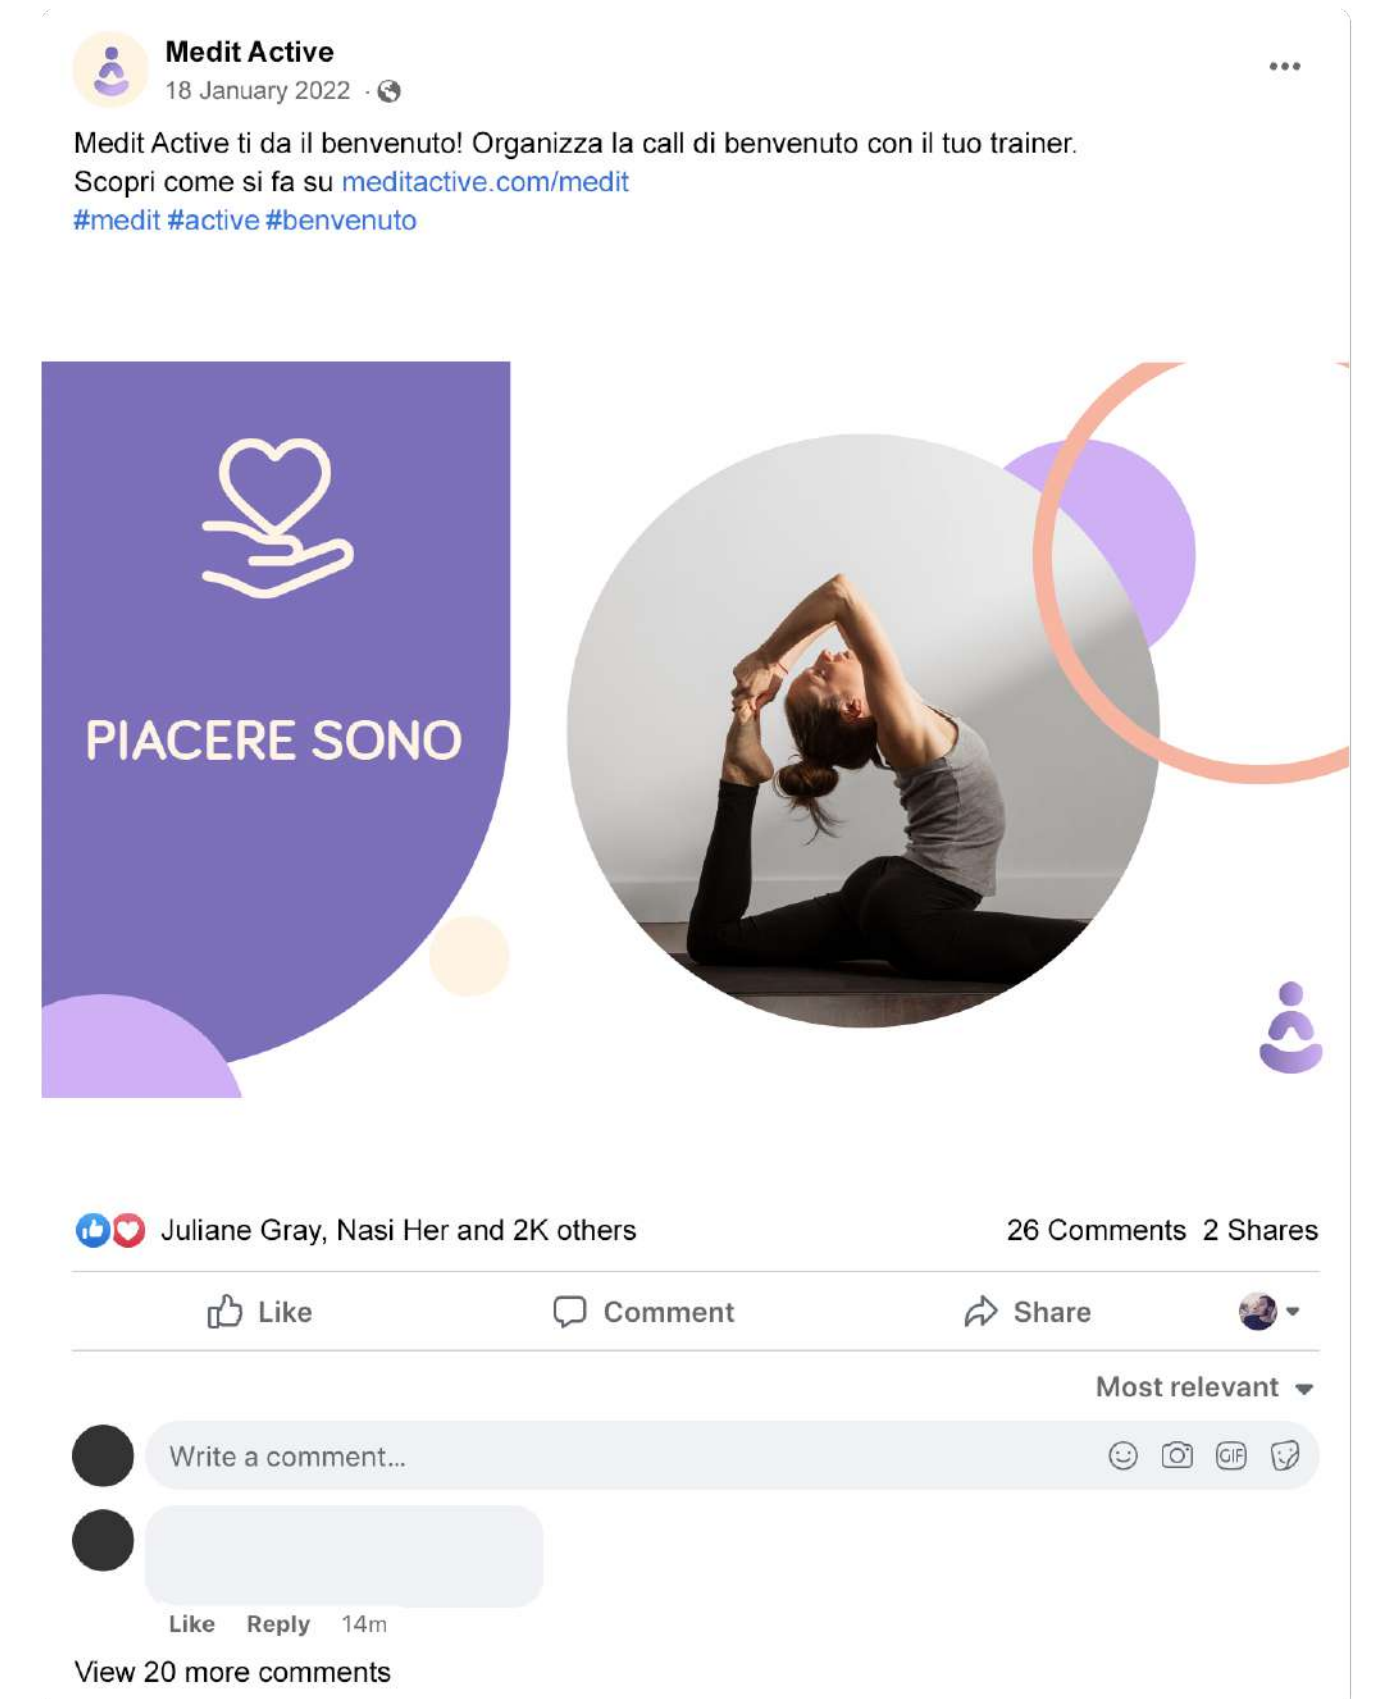 Medit Active
18 January 2022 ·
Medit Active ti da il benvenuto! Organizza la call di benvenuto con il tuo trainer.
Scopri come si fa su meditactive.com/medit
#medit #active #benvenuto
PIACERE SONO
Juliane Gray, Nasi Her and 2K others
26 Comments 2 Shares
Like
Comment
Share
Most relevant
Write a comment...
GIF
Like Reply 14m
View 20 more comments